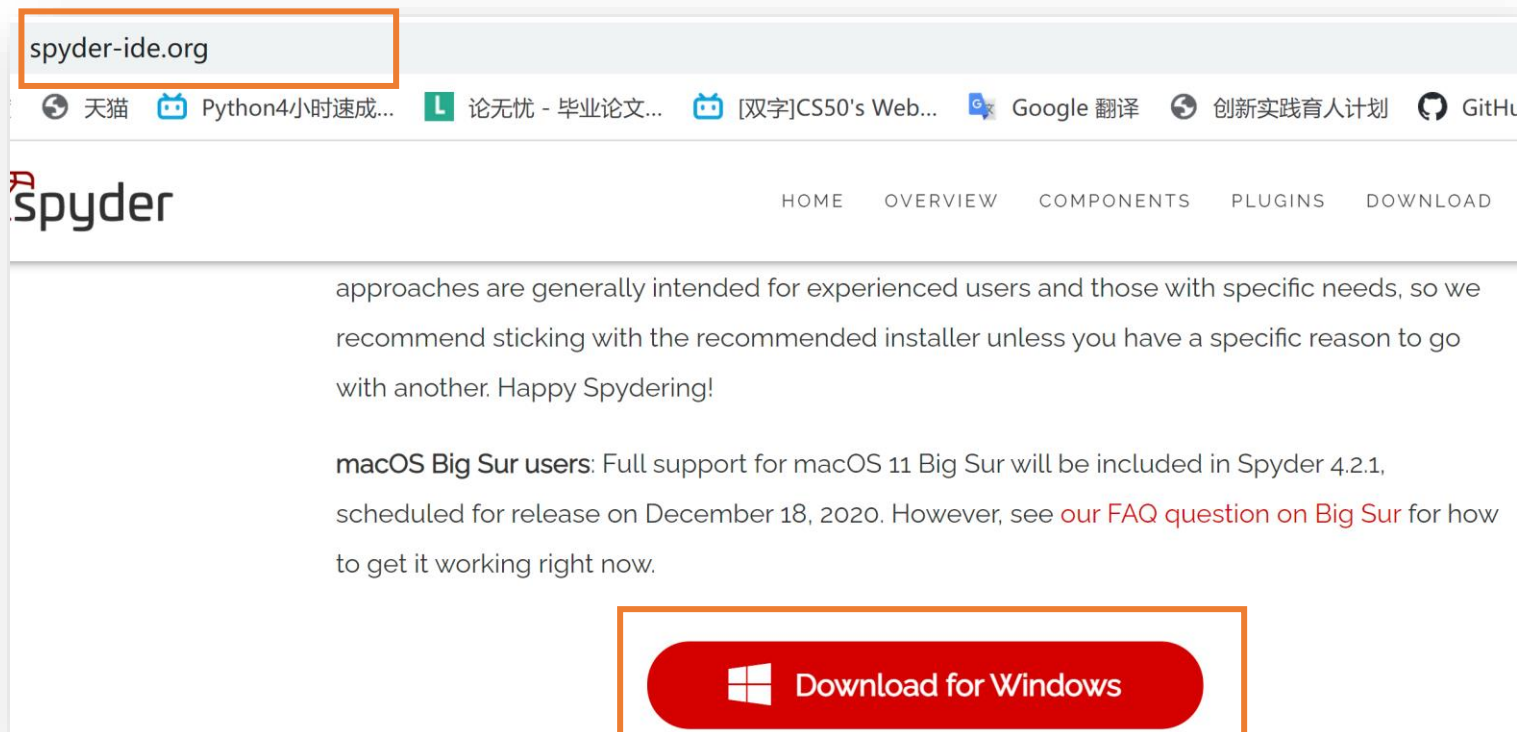 spyder-ide.org
天猫 Python4小时速成... L 论无忧 - 毕业论文... [双字]CS50's Web... Google 翻译 创新实践育人计划 GitHu
spyder HOME OVERVIEW COMPONENTS PLUGINS DOWNLOAD
approaches are generally intended for experienced users and those with specific needs, so we
recommend sticking with the recommended installer unless you have a specific reason to go
with another. Happy Spydering!
macOS Big Sur users: Full support for macOS 11 Big Sur will be included in Spyder 4.2.1,
scheduled for release on December 18, 2020. However, see our FAQ question on Big Sur for how
to get it working right now.
Download for Windows